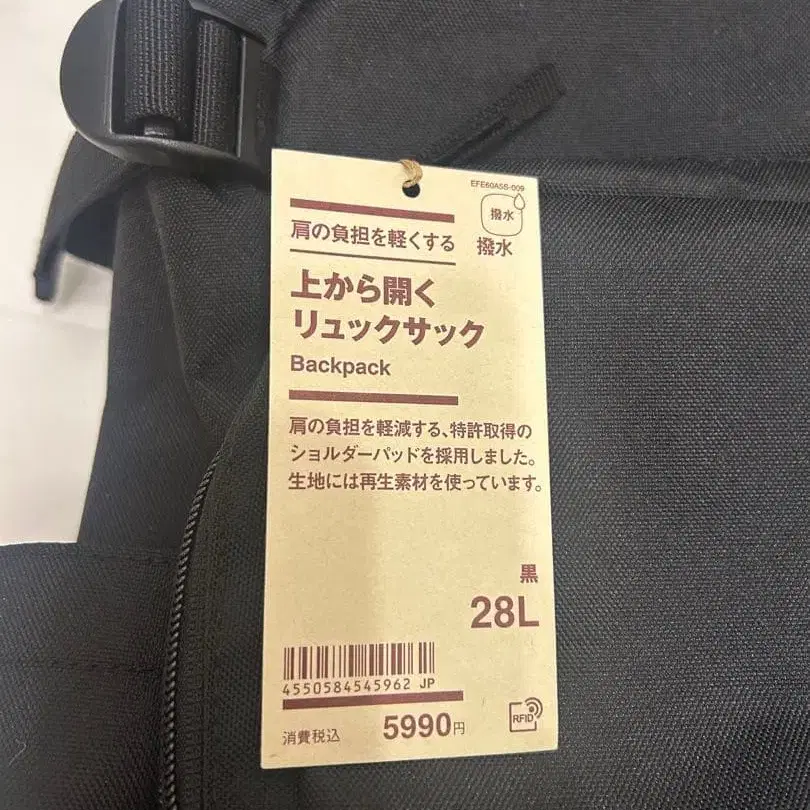 EFE60A5S-009
撥水
撥水
肩の負担を軽くする
上から開く
リュックサック
Backpack
肩の負担を軽減する、特許取得の
ショルダーパッドを採用しました。
生地には再生素材を使っています。
黒
28L
4550584545962 JP
消費税込 5990円
RFID